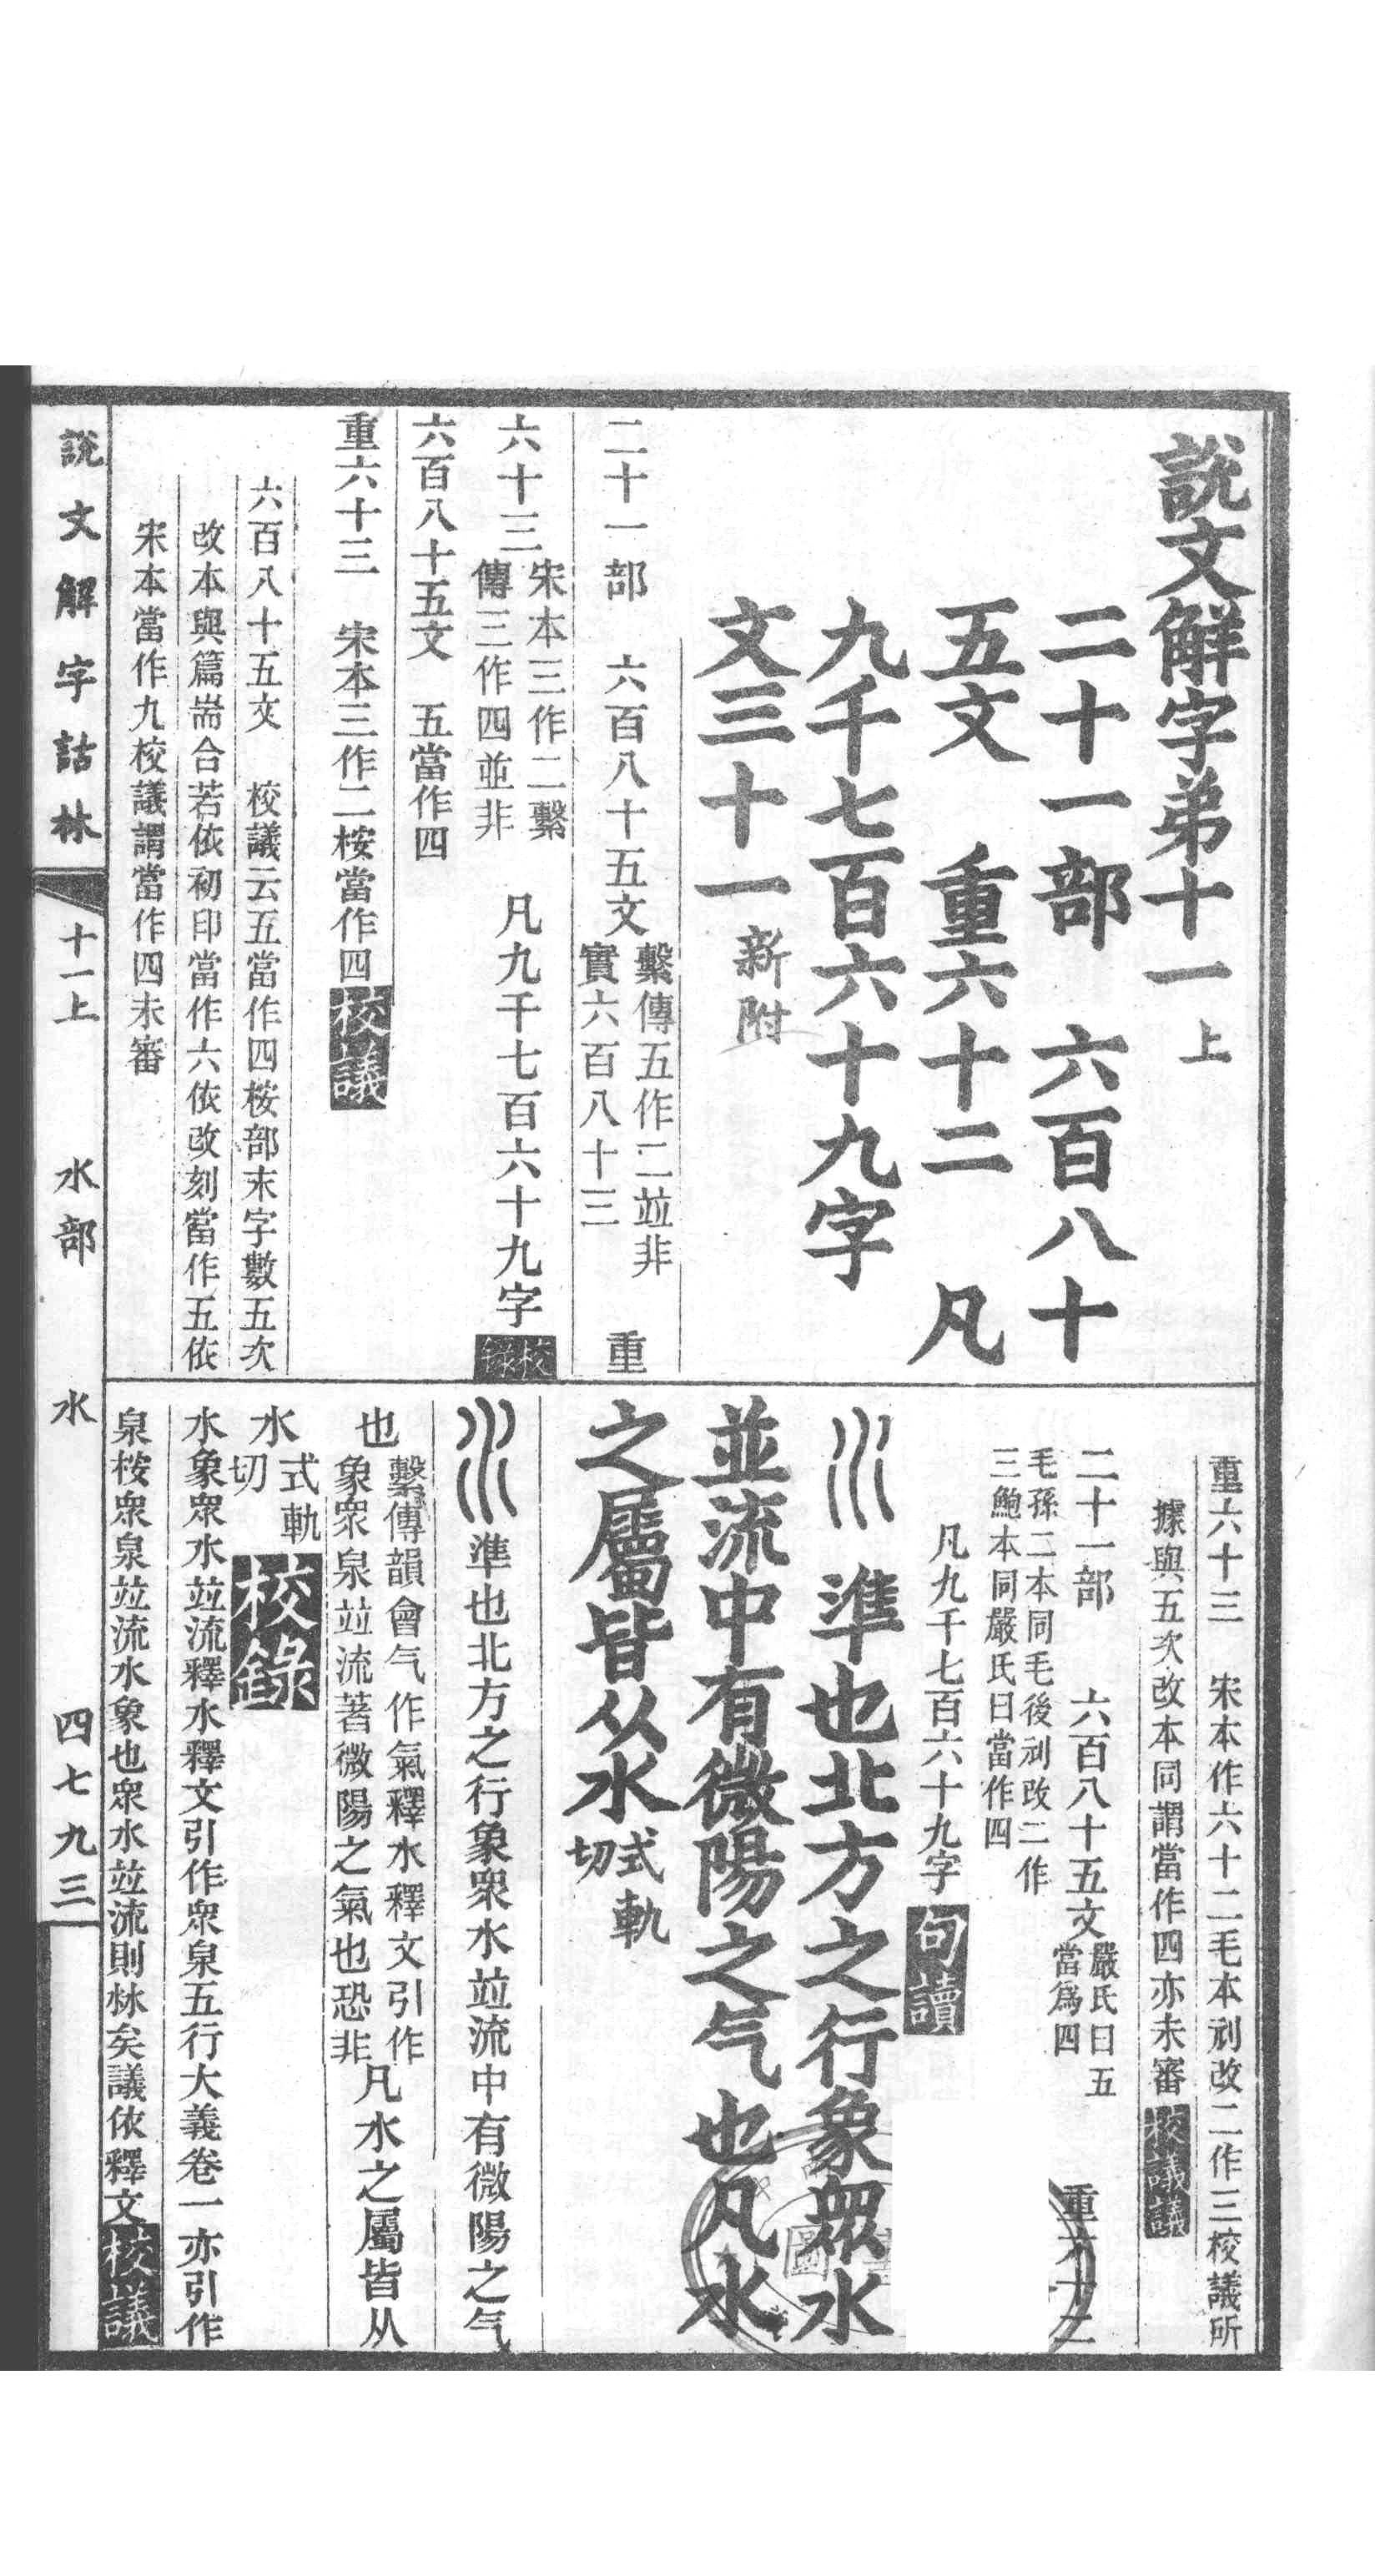 說文解字弟十一上
二十一部　六百八十
五文　重六十二　凡
九千七百六十九字
文三十一新附
二十一部　六百八十五文繫傳五作二竝非實六百八十三　重
六十三宋本三作二繫傳三作四並非　凡九千七百六十九字校錄
六百八十五文　五當作四
重六十三　宋本三作二桉當作四校議
六百八十五文　校議云五當作四桉部末字數五次
改本與篇耑合若依初印當作六依改刻當作五依
宋本當作九校議謂當作四未審
重六十三　宋本作六十二毛本刓改二作三校議所
據與五次改本同謂當作四亦未審校議議
二十一部　六百八十五文嚴氏曰五當爲四　重六十二
毛孫二本同毛後刓改二作
三鮑本同嚴氏曰當作四
凡九千七百六十九字句讀
水　準也北方之行象眾水
並流中有微陽之气也凡水
之屬皆从水式軌切
水　準也北方之行象眾水竝流中有微陽之气
也繫傳韻會气作氣釋水釋文引作象衆泉竝流著微陽之氣也恐非凡水之屬皆从
水式軌切校錄
水象衆水竝流釋水釋文引作衆泉五行大義卷一亦引作
泉桉衆泉竝流水象也衆水竝流則沝矣議依釋文校議
說文解字詁林　十一上　水部　水　四七九三